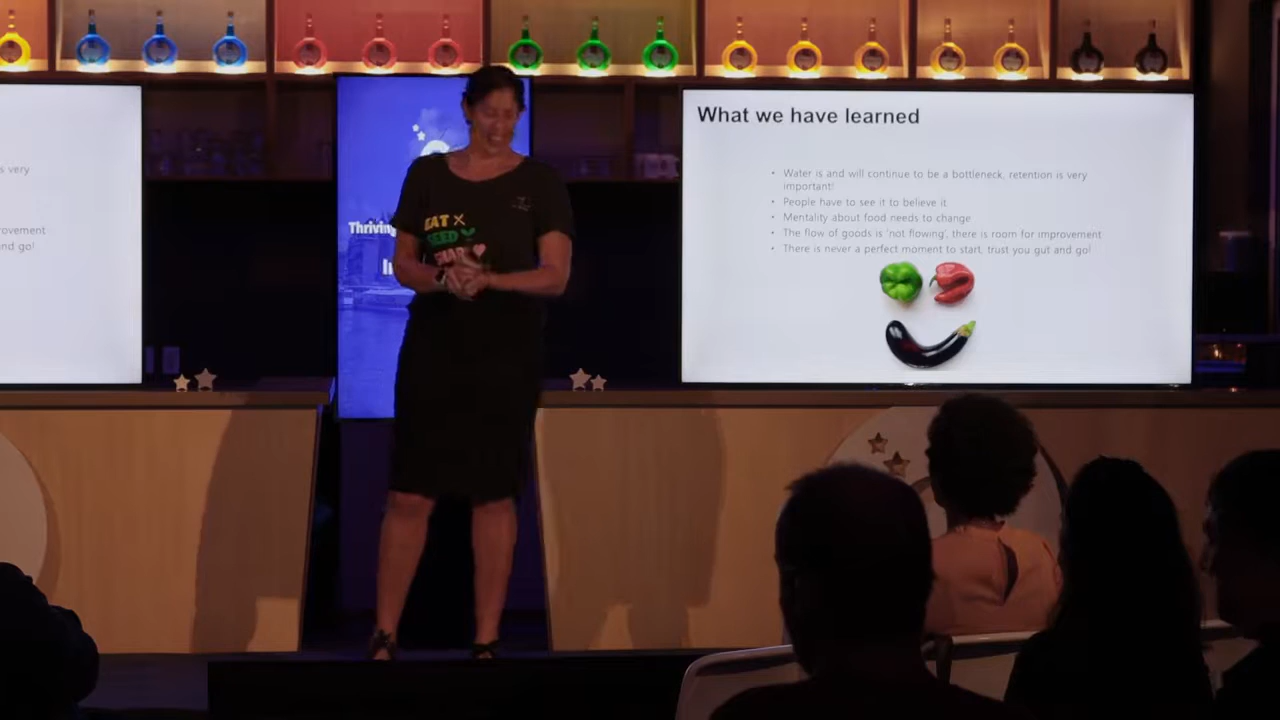 What we have learned
• Water is and will continue to be a bottleneck, retention is very
important!
• People have to see it to believe it
• Mentality about food needs to change
• The flow of goods is 'not flowing', there is room for improvement
• There is never a perfect moment to start, trust you gut and go!
s very
rovement
nd go!
Thriving
EAT
SEED